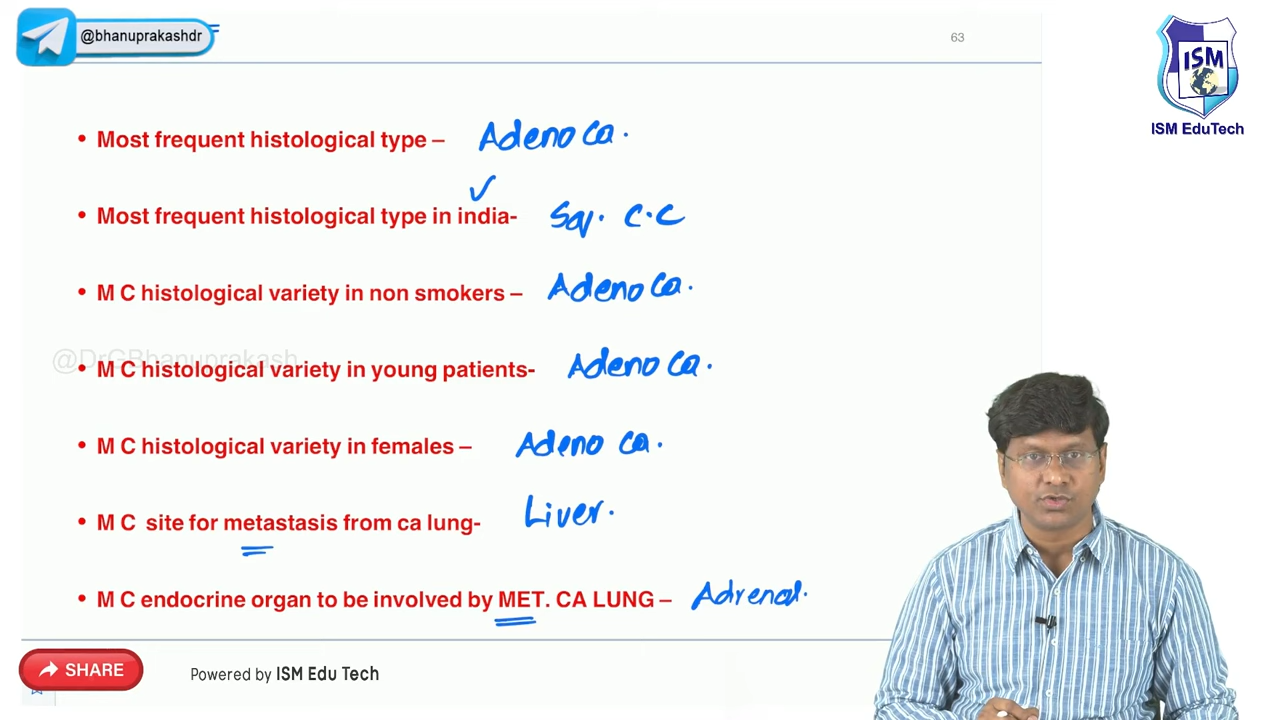 @bhanuprakashdr
63
ISM
ISM EduTech
• Most frequent histological type – Adeno Ca.
• Most frequent histological type in india- Sq. C.C
• M C histological variety in non smokers – Adeno Ca.
@DrGBhanuprakash
• M C histological variety in young patients- Adeno Ca.
• M C histological variety in females – Adeno Ca.
• M C site for metastasis from ca lung- Liver.
• M C endocrine organ to be involved by MET. CA LUNG – Adrenal.
SHARE
Powered by ISM Edu Tech